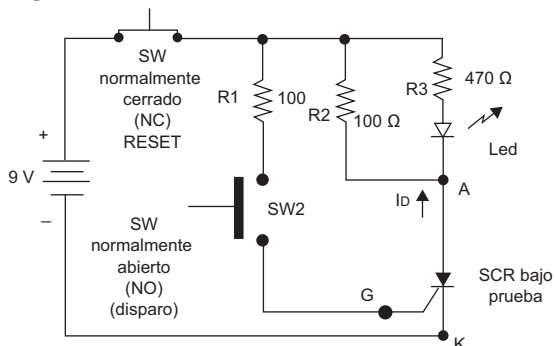 SW
normalmente
cerrado
(NC)
RESET
R1
100
R2
100 Ω
R3
470 Ω
Led
+
9 V
–
SW
normalmente
abierto
(NO)
(disparo)
SW2
ID
A
G
SCR bajo
prueba
K